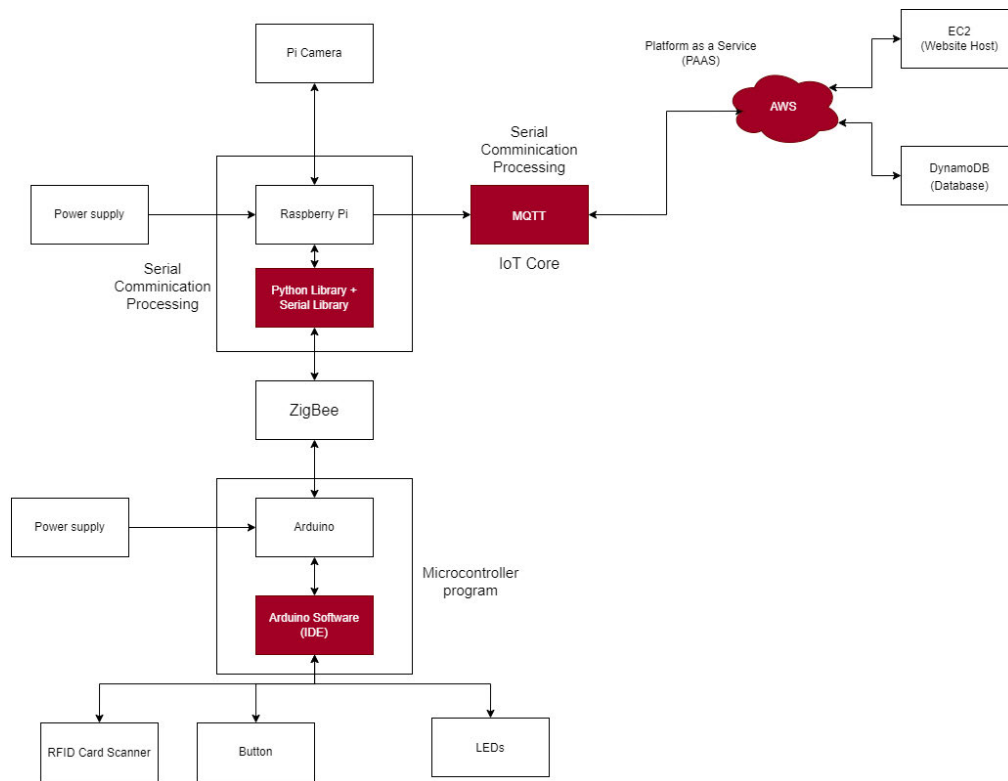 Pi Camera
Platform as a Service
(PAAS)
EC2
(Website Host)
AWS
Serial
Comminication
Processing
DynamoDB
(Database)
Power supply
Raspberry Pi
MQTT
IoT Core
Serial
Comminication
Processing
Python Library +
Serial Library
ZigBee
Power supply
Arduino
Microcontroller
program
Arduino Software
(IDE)
RFID Card Scanner
Button
LEDs